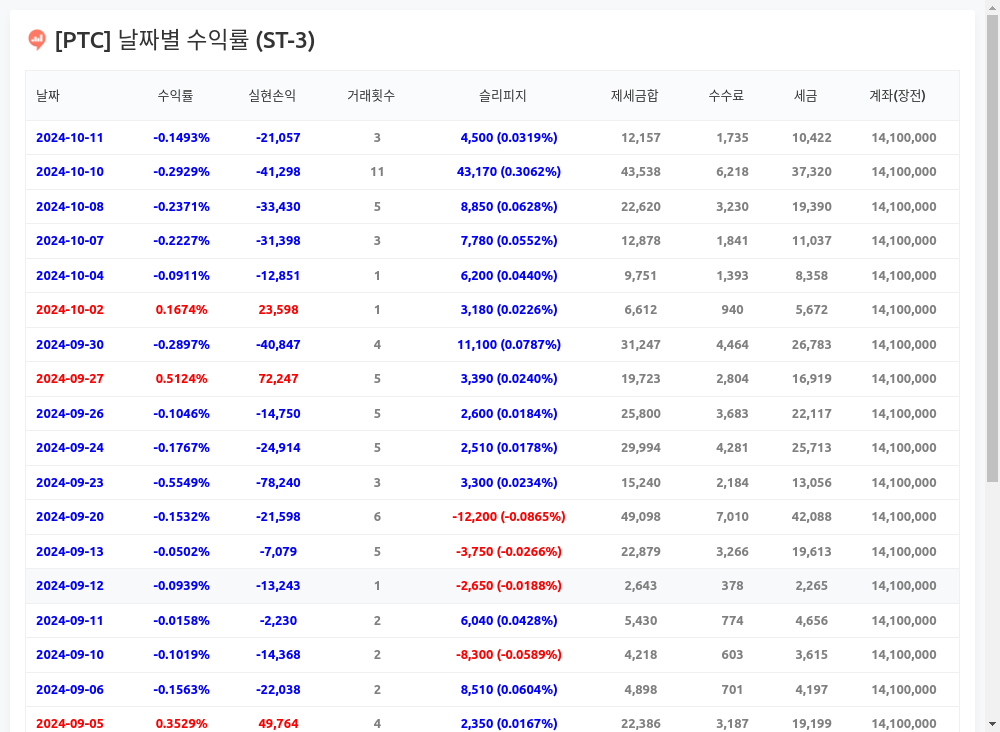 [PTC] 날짜별 수익률 (ST-3)
날짜 수익률 실현손익 거래횟수 슬리피지 제세금합 수수료 세금 계좌(장전)
2024-10-11 -0.1493% -21,057 3 4,500 (0.0319%) 12,157 1,735 10,422 14,100,000
2024-10-10 -0.2929% -41,298 11 43,170 (0.3062%) 43,538 6,218 37,320 14,100,000
2024-10-08 -0.2371% -33,430 5 8,850 (0.0628%) 22,620 3,230 19,390 14,100,000
2024-10-07 -0.2227% -31,398 3 7,780 (0.0552%) 12,878 1,841 11,037 14,100,000
2024-10-04 -0.0911% -12,851 1 6,200 (0.0440%) 9,751 1,393 8,358 14,100,000
2024-10-02 0.1674% 23,598 1 3,180 (0.0226%) 6,612 940 5,672 14,100,000
2024-09-30 -0.2897% -40,847 4 11,100 (0.0787%) 31,247 4,464 26,783 14,100,000
2024-09-27 0.5124% 72,247 5 3,390 (0.0240%) 19,723 2,804 16,919 14,100,000
2024-09-26 -0.1046% -14,750 5 2,600 (0.0184%) 25,800 3,683 22,117 14,100,000
2024-09-24 -0.1767% -24,914 5 2,510 (0.0178%) 29,994 4,281 25,713 14,100,000
2024-09-23 -0.5549% -78,240 3 3,300 (0.0234%) 15,240 2,184 13,056 14,100,000
2024-09-20 -0.1532% -21,598 6 -12,200 (-0.0865%) 49,098 7,010 42,088 14,100,000
2024-09-13 -0.0502% -7,079 5 -3,750 (-0.0266%) 22,879 3,266 19,613 14,100,000
2024-09-12 -0.0939% -13,243 1 -2,650 (-0.0188%) 2,643 378 2,265 14,100,000
2024-09-11 -0.0158% -2,230 2 6,040 (0.0428%) 5,430 774 4,656 14,100,000
2024-09-10 -0.1019% -14,368 2 -8,300 (-0.0589%) 4,218 603 3,615 14,100,000
2024-09-06 -0.1563% -22,038 2 8,510 (0.0604%) 4,898 701 4,197 14,100,000
2024-09-05 0.3529% 49,764 4 2,350 (0.0167%) 22,386 3,187 19,199 14,100,000